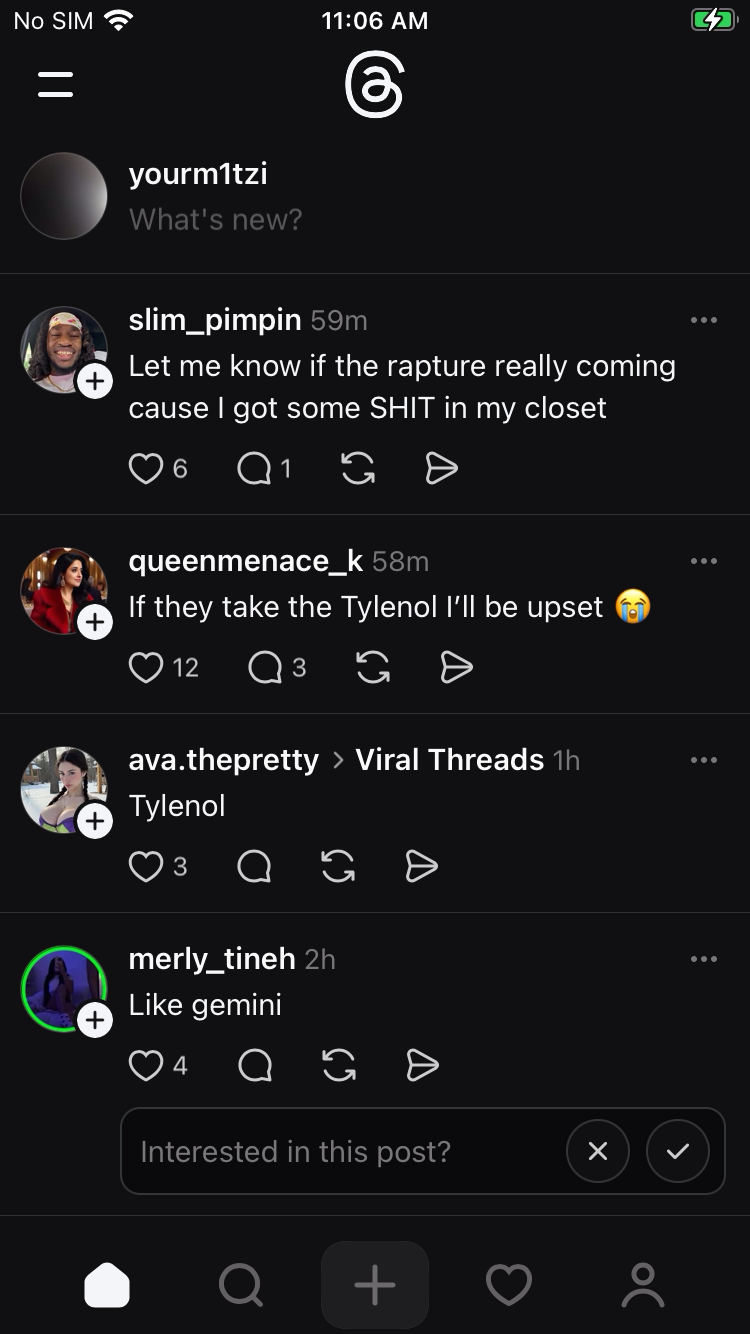 No SIM 11:06 AM
yourm1tzi
What's new?
slim_pimpin 59m
Let me know if the rapture really coming
cause I got some SHIT in my closet
6 1
queenmenace_k 58m
If they take the Tylenol I’ll be upset 😭
12 3
ava.thepretty > Viral Threads 1h
Tylenol
3
merly_tineh 2h
Like gemini
4
Interested in this post?